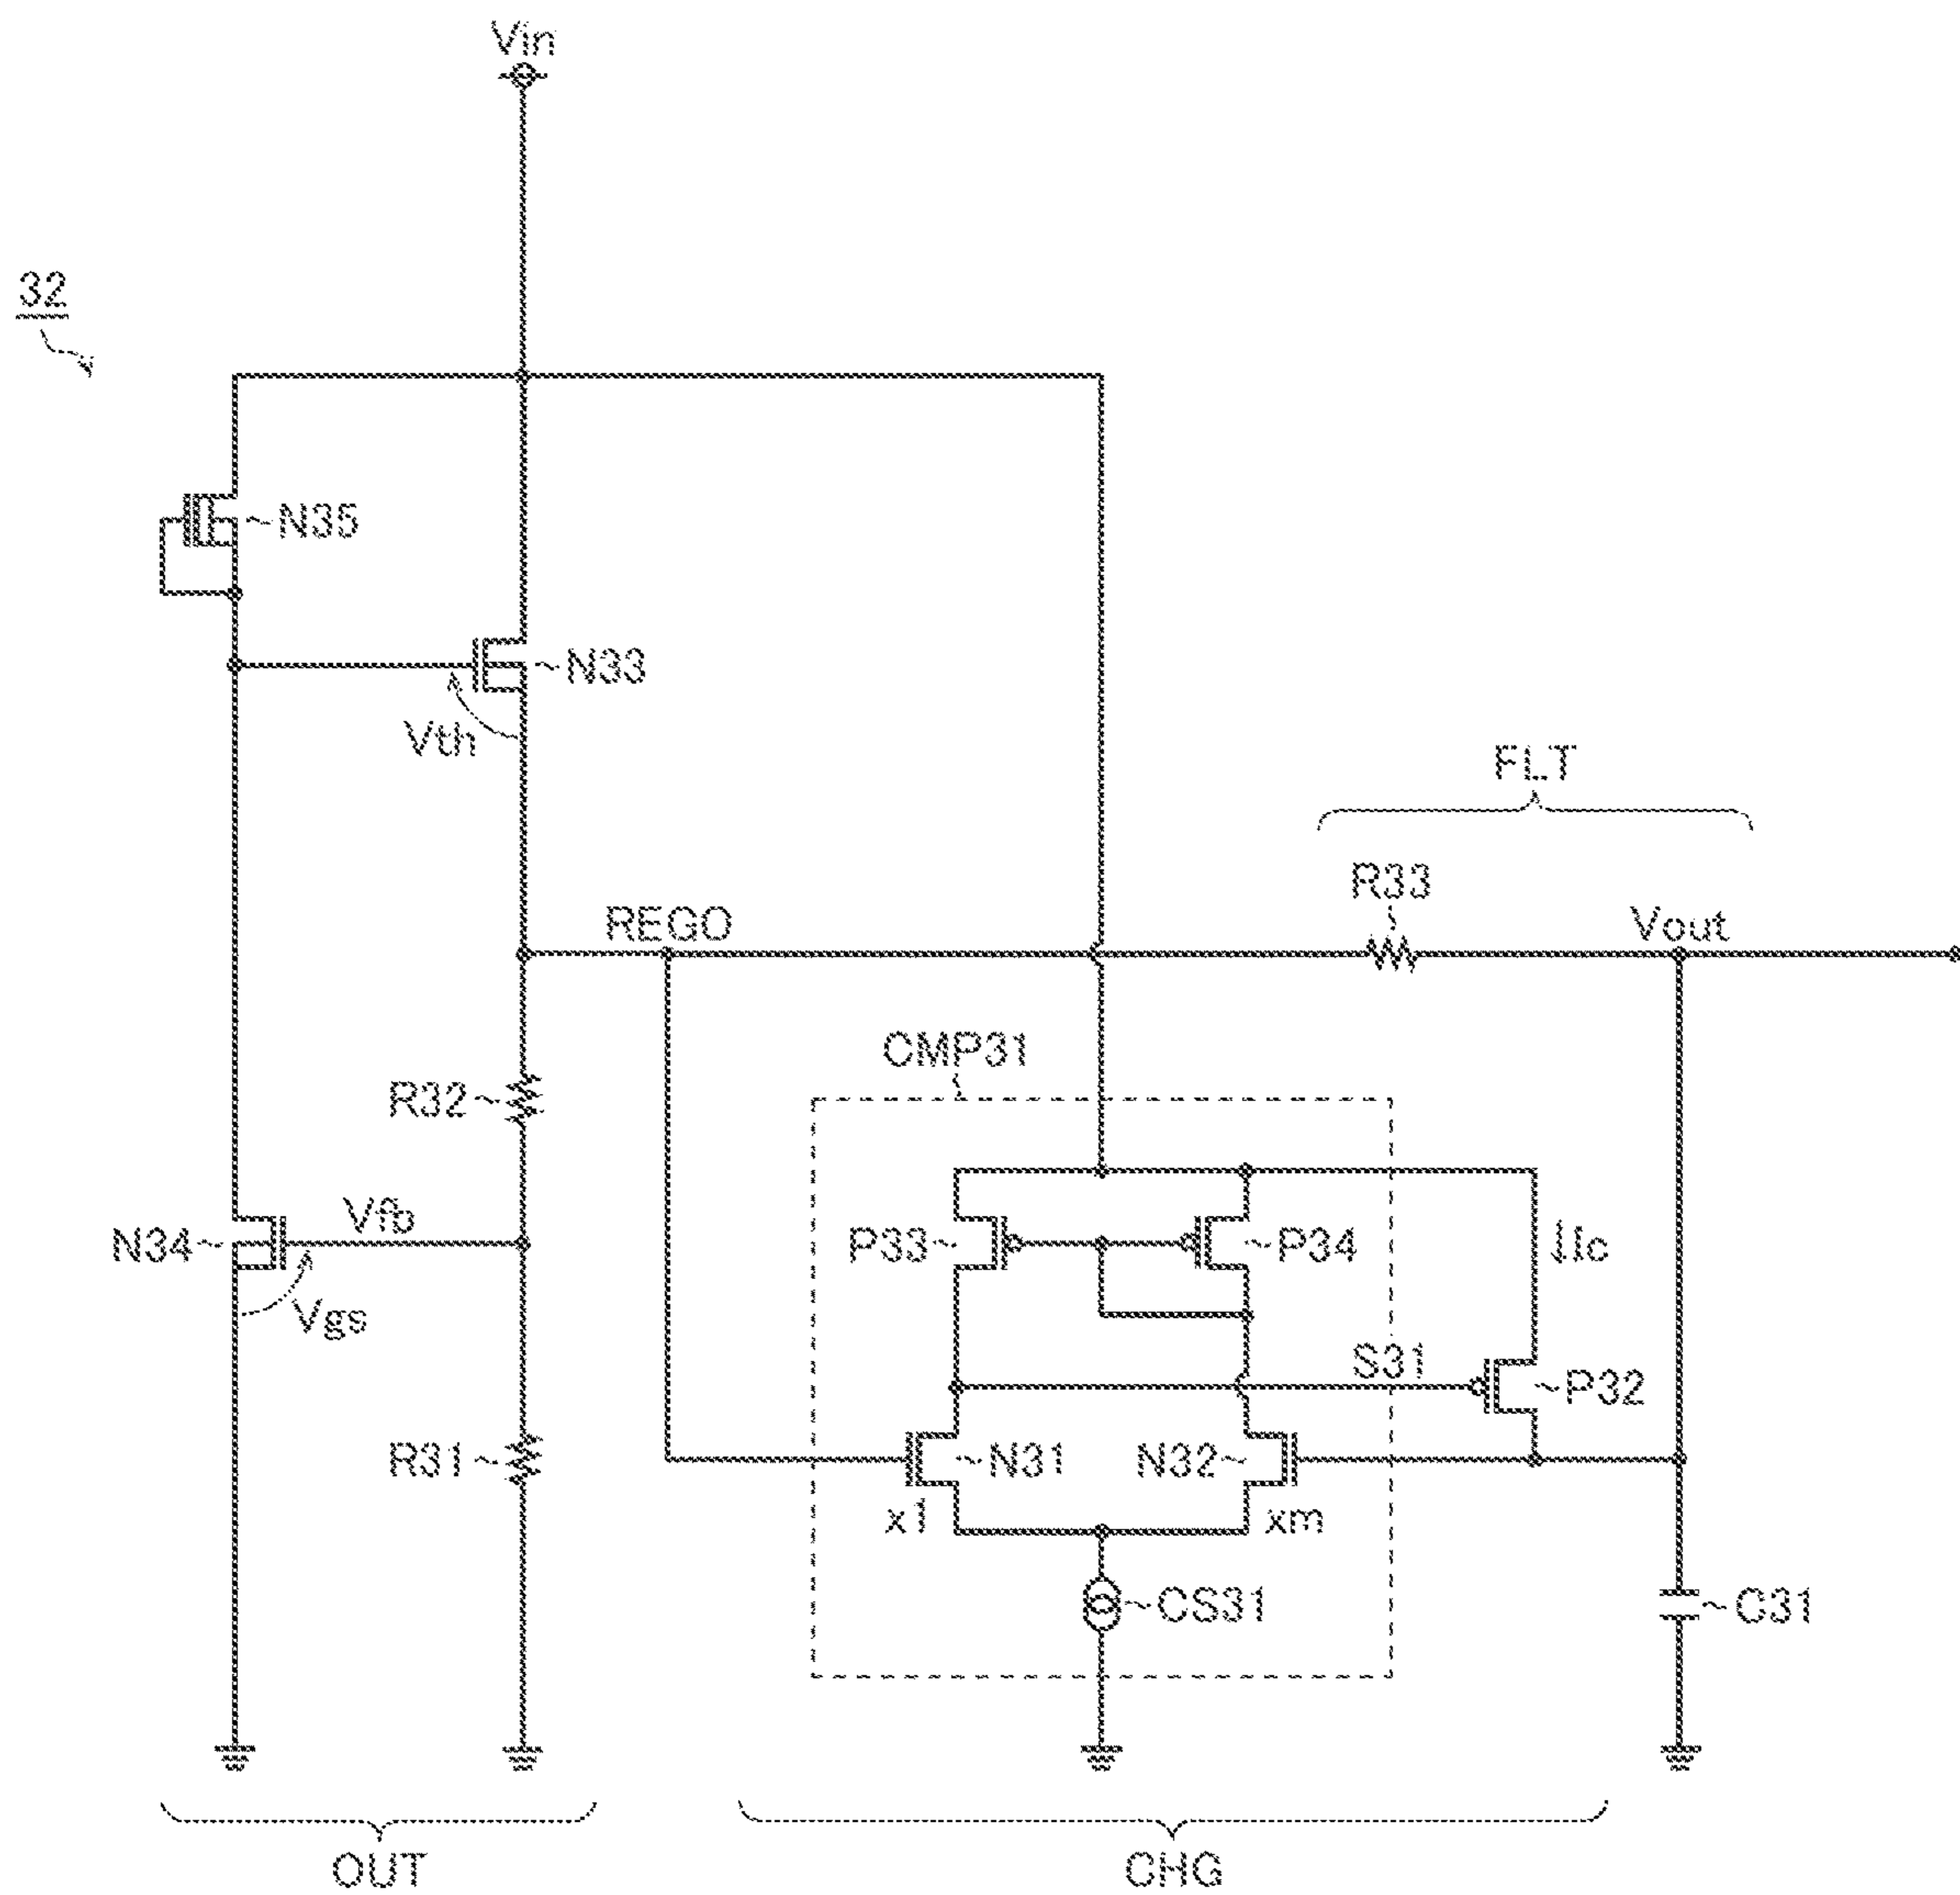 Vin
32
N35
N33
Vth
FLT
R33
REGO
Vout
CMP31
R32
Vfb
N34
P33
P34
Ic
Vgs
S31
P32
R31
N31
N32
x1
xm
CS31
C31
OUT
CHG